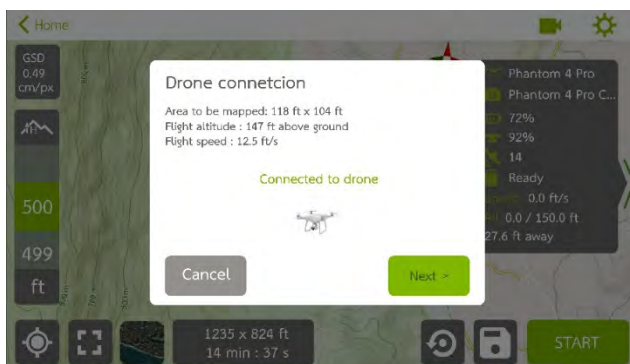 Home
GSD
0.49
cm/px
500
499
ft
Drone connetcion
Area to be mapped: 118 ft x 104 ft
Flight altitude : 147 ft above ground
Flight speed : 12.5 ft/s
Connected to drone
Cancel
Next >
Phantom 4 Pro
Phantom 4 Pro C...
72%
92%
14
Ready
0.0 ft/s
0.0 / 150.0 ft
27.6 ft away
1235 x 824 ft
14 min : 37 s
START